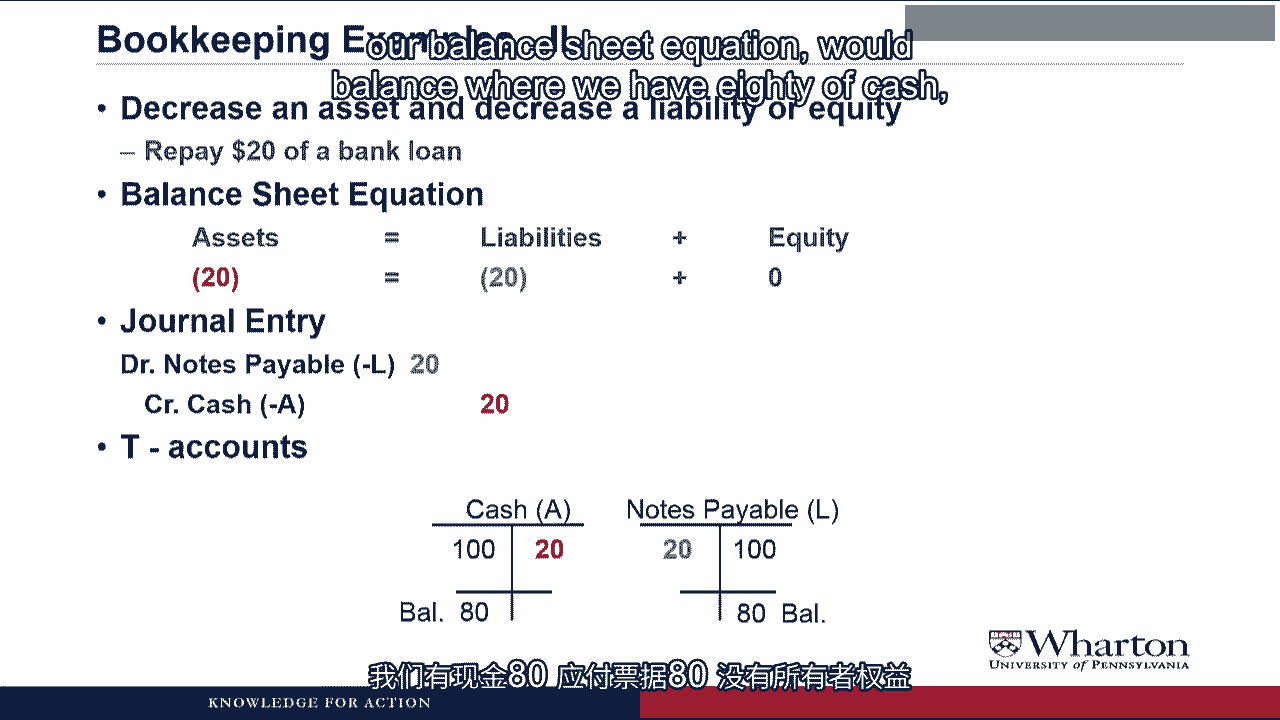 Bookkeeping
our balance sheet equation, would
balance where we have eighty of cash,
• Decrease an asset and decrease a liability or equity
– Repay $20 of a bank loan
• Balance Sheet Equation
Assets = Liabilities + Equity
(20) = (20) + 0
• Journal Entry
Dr. Notes Payable (-L) 20
Cr. Cash (-A) 20
• T - accounts
Cash (A) Notes Payable (L)
100 20 20 100
Bal. 80 80 Bal.
Wharton
UNIVERSITY of PENNSYLVANIA
我们有现金80 应付票据80 没有所有者权益
KNOWLEDGE FOR ACTION